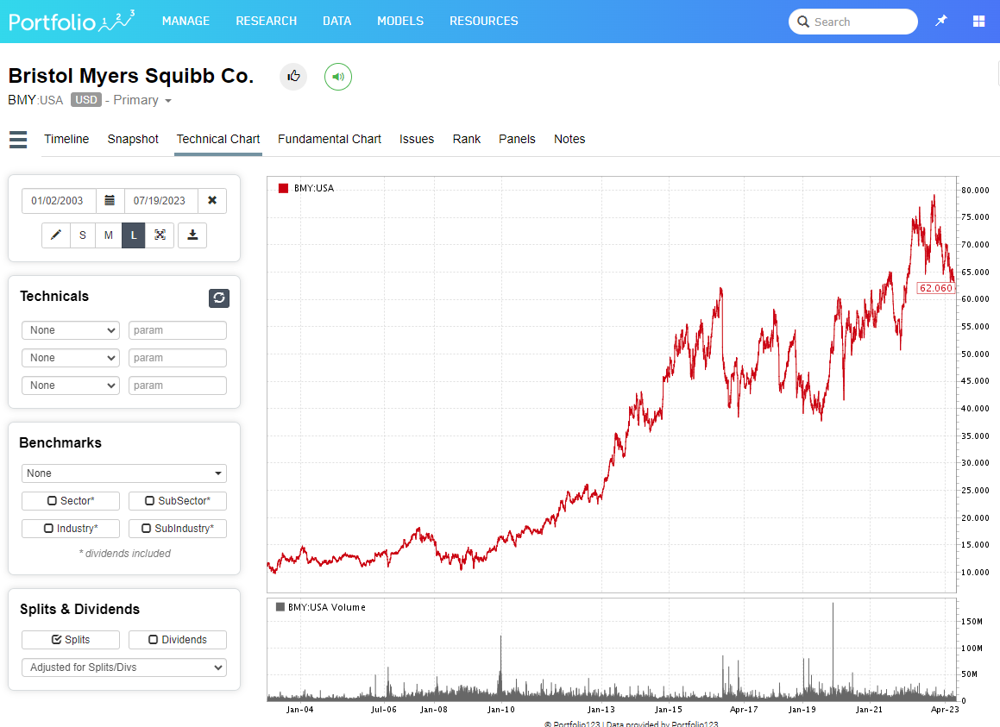 Portfolio123 MANAGE RESEARCH DATA MODELS RESOURCES Search
Bristol Myers Squibb Co.
BMY:USA USD - Primary
Timeline Snapshot Technical Chart Fundamental Chart Issues Rank Panels Notes
01/02/2003 07/19/2023
S M L
Technicals
None param
None param
None param
Benchmarks
None
Sector* SubSector*
Industry* SubIndustry*
* dividends included
Splits & Dividends
Splits Dividends
Adjusted for Splits/Divs
BMY:USA
80.000
75.000
70.000
65.000
62.060
60.000
55.000
50.000
45.000
40.000
35.000
30.000
25.000
20.000
15.000
10.000
BMY:USA Volume
150M
100M
50M
0
Jan-04 Jul-06 Jan-08 Jan-10 Jan-13 Jan-15 Apr-17 Jan-19 Jan-21 Apr-23
© Portfolio123 | Data provided by Portfolio123